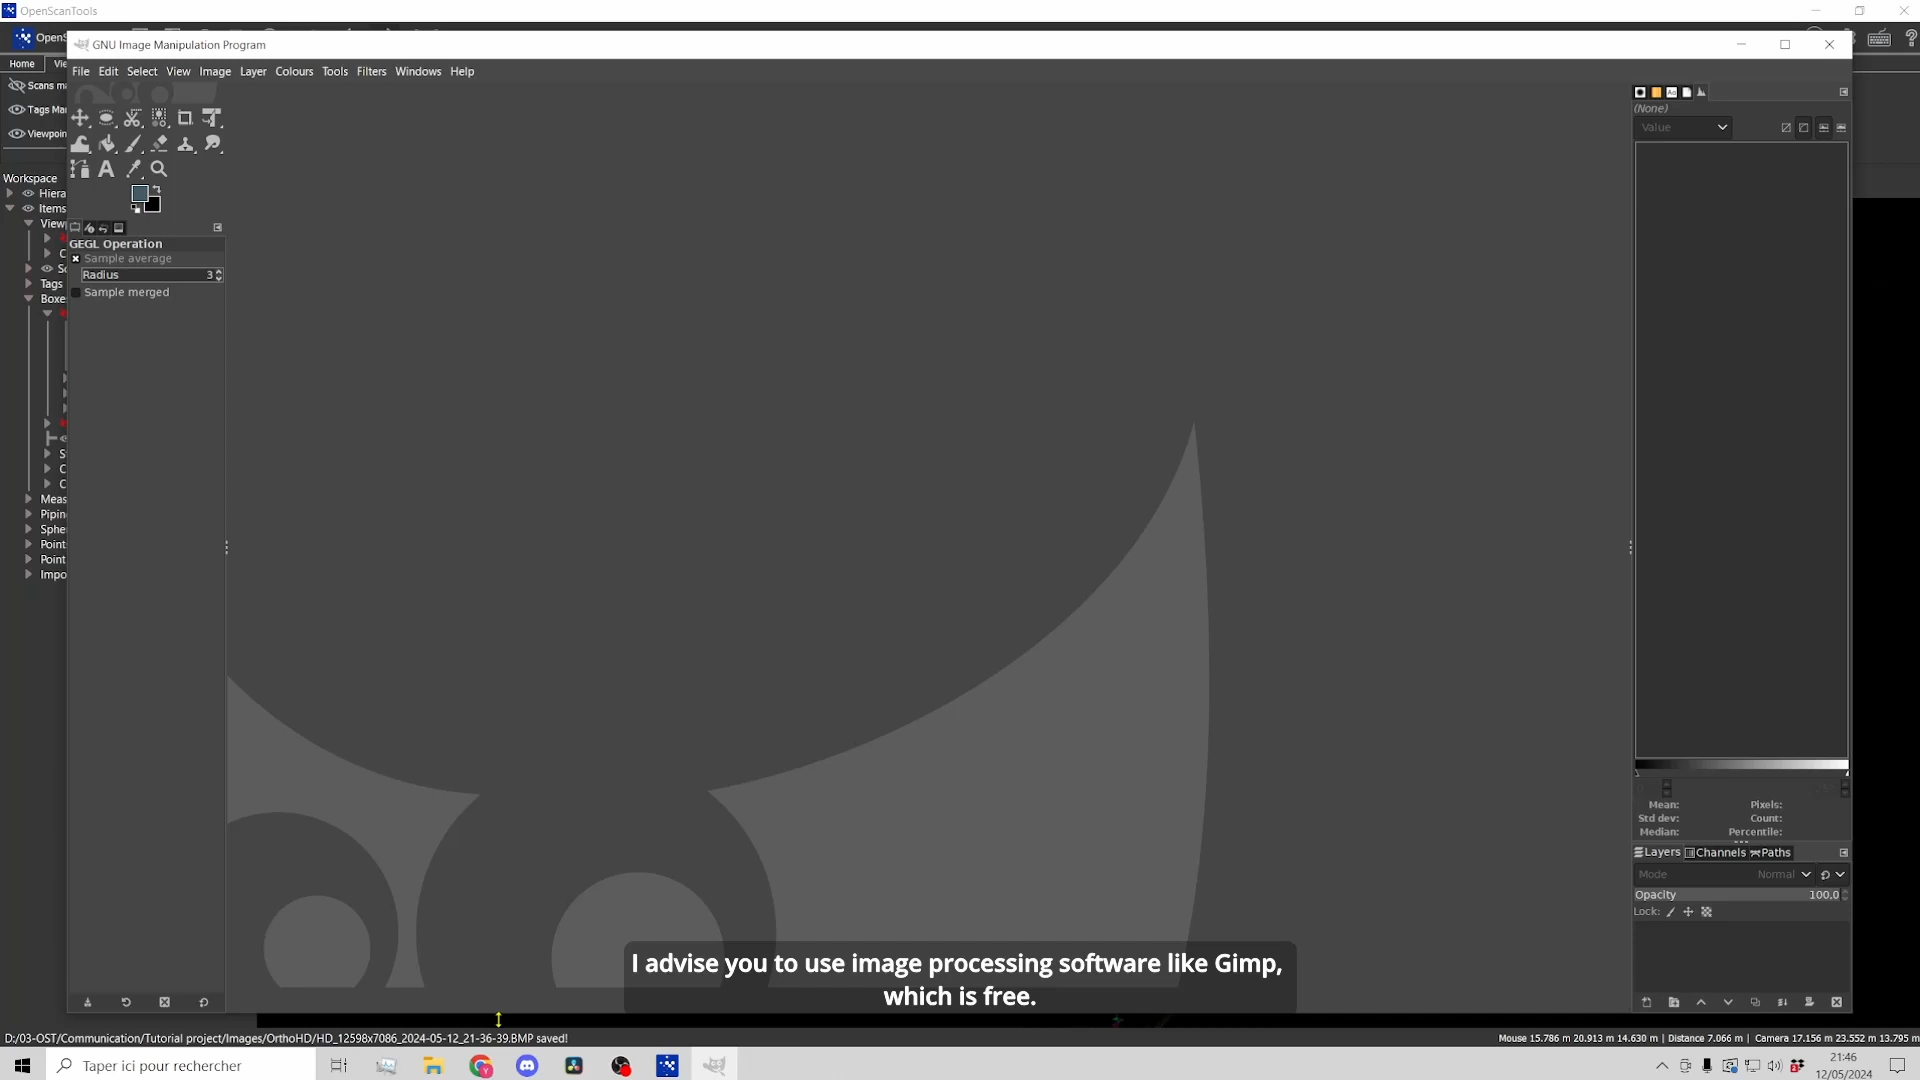 OpenScanTools
OpenS
GNU Image Manipulation Program
Home
Vie
File Edit Select View Image Layer Colours Tools Filters Windows Help
Scans ma
Tags Mar
Viewpoin
(None)
Value
Workspace
Hiera
Items
View
C
Sc
Tags
Boxe
S
C
C
Meas
Pipin
Sphe
Point
Point
Impo
GEGL Operation
Sample average
Radius 3
Sample merged
Mean: Pixels:
Std dev: Count:
Median: Percentile:
Layers Channels Paths
Mode Normal
Opacity 100,0
Lock:
I advise you to use image processing software like Gimp,
which is free.
D:/03-OST/Communication/Tutorial project/Images/OrthoHD/HD_12598x7086_2024-05-12_21-36-39.BMP saved!
Mouse 15.786 m 20.913 m 14.630 m | Distance 7.066 m | Camera 17.156 m 23.552 m 13.795 m
Taper ici pour rechercher
21:46
12/05/2024